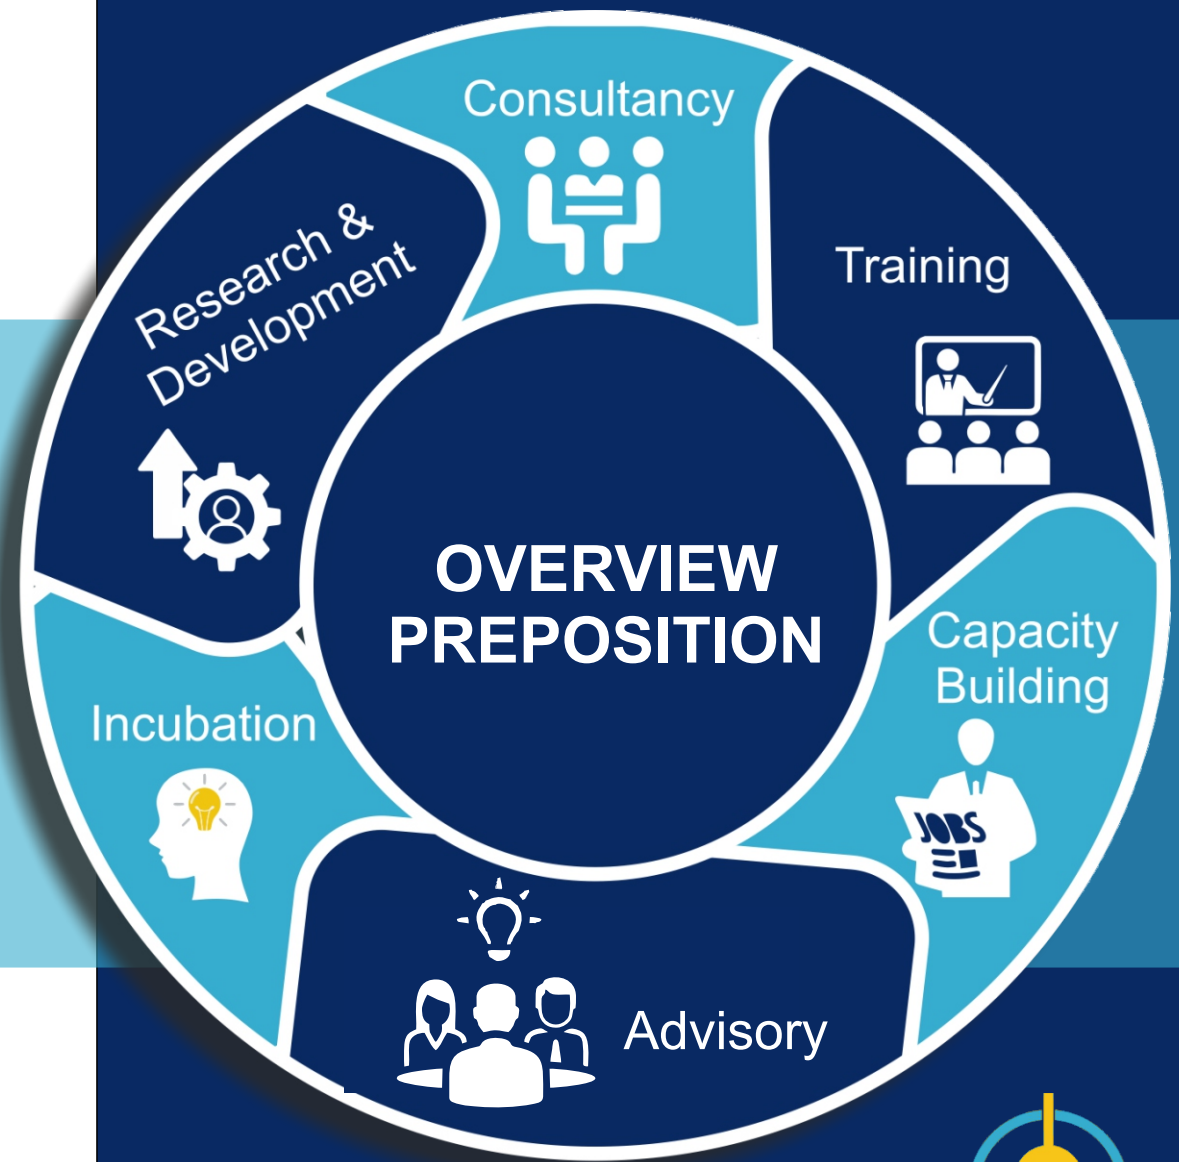 Consultancy
Training
Research &
Development
OVERVIEW
PREPOSITION
Capacity
Building
JOBS
Incubation
Advisory